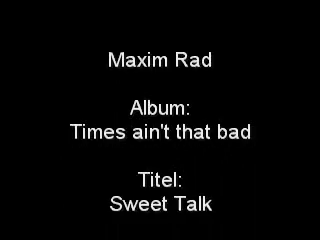 Maxim Rad
Album:
Times ain't that bad
Titel:
Sweet Talk